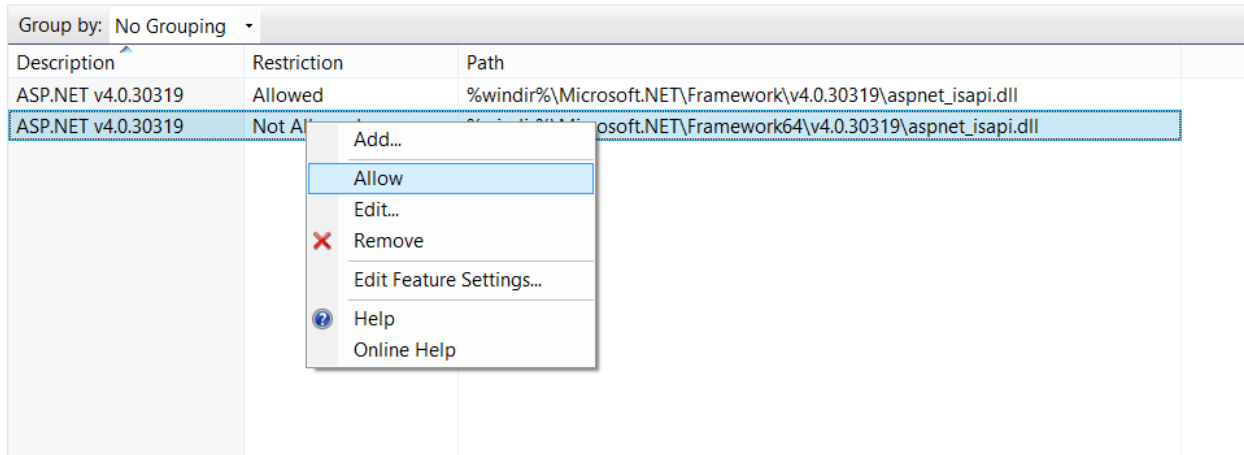 Group by: No Grouping
Description Restriction Path
ASP.NET v4.0.30319 Allowed %windir%\Microsoft.NET\Framework\v4.0.30319\aspnet_isapi.dll
ASP.NET v4.0.30319 Not osoft.NET\Framework64\v4.0.30319\aspnet_isapi.dll
Add...
Allow
Edit...
Remove
Edit Feature Settings...
Help
Online Help